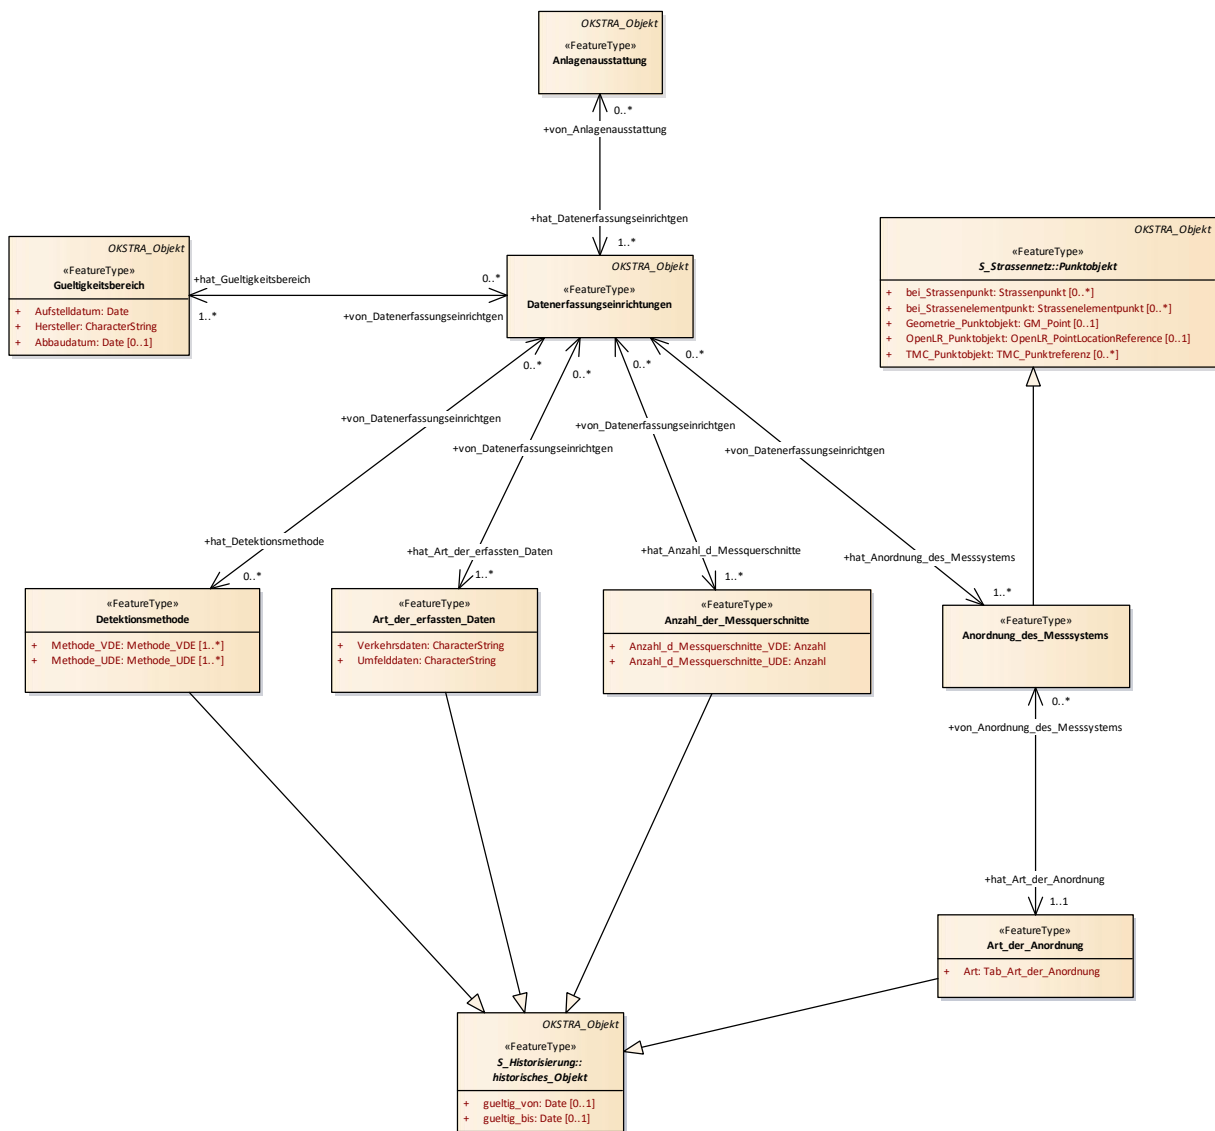 OKSTRA_Objekt
«FeatureType»
Anlagenausstattung
0..*
+von_Anlagenausstattung
+hat_Datenerfassungseinrichtgen
1..*
OKSTRA_Objekt
«FeatureType»
Gueltigkeitsbereich
+ Aufstelldatum: Date
+ Hersteller: CharacterString
+ Abbaudatum: Date [0..1]
+hat_Gueltigkeitsbereich
1..*
0..*
+von_Datenerfassungseinrichtgen
OKSTRA_Objekt
«FeatureType»
Datenerfassungseinrichtungen
OKSTRA_Objekt
«FeatureType»
S_Strassennetz::Punktobjekt
+ bei_Strassenpunkt: Strassenpunkt [0..*]
+ bei_Strassenelementpunkt: Strassenelementpunkt [0..*]
+ Geometrie_Punktobjekt: GM_Point [0..1]
+ OpenLR_Punktobjekt: OpenLR_PointLocationReference [0..1]
+ TMC_Punktobjekt: TMC_Punktreferenz [0..*]
0..*
0..*
0..*
0..*
+von_Datenerfassungseinrichtgen
+von_Datenerfassungseinrichtgen
+von_Datenerfassungseinrichtgen
+von_Datenerfassungseinrichtgen
+hat_Detektionsmethode
0..*
+hat_Art_der_erfassten_Daten
1..*
+hat_Anzahl_d_Messquerschnitte
1..*
+hat_Anordnung_des_Messsystems
1..*
«FeatureType»
Detektionsmethode
+ Methode_VDE: Methode_VDE [1..*]
+ Methode_UDE: Methode_UDE [1..*]
«FeatureType»
Art_der_erfassten_Daten
+ Verkehrsdaten: CharacterString
+ Umfelddaten: CharacterString
«FeatureType»
Anzahl_der_Messquerschnitte
+ Anzahl_d_Messquerschnitte_VDE: Anzahl
+ Anzahl_d_Messquerschnitte_UDE: Anzahl
«FeatureType»
Anordnung_des_Messsystems
0..*
+von_Anordnung_des_Messsystems
+hat_Art_der_Anordnung
1..1
«FeatureType»
Art_der_Anordnung
+ Art: Tab_Art_der_Anordnung
OKSTRA_Objekt
«FeatureType»
S_Historisierung::
historisches_Objekt
+ gueltig_von: Date [0..1]
+ gueltig_bis: Date [0..1]